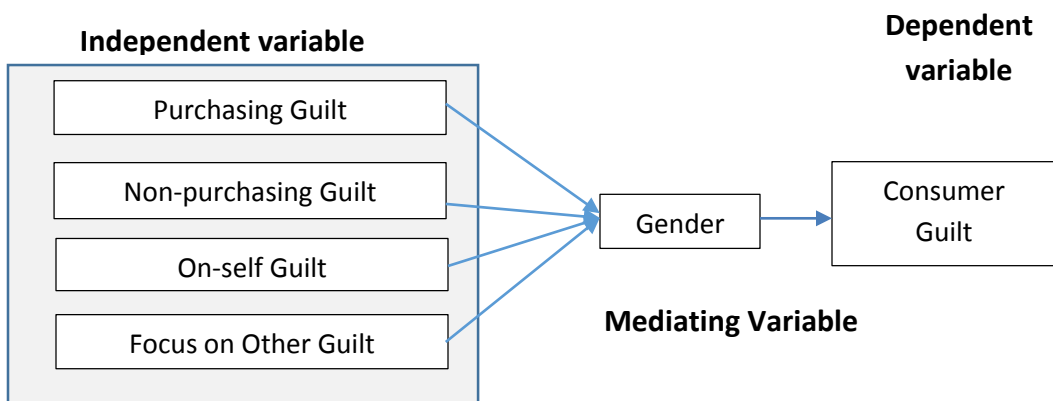 Independent variable
Dependent
variable
Purchasing Guilt
Non-purchasing Guilt
On-self Guilt
Focus on Other Guilt
Gender
Consumer
Guilt
Mediating Variable